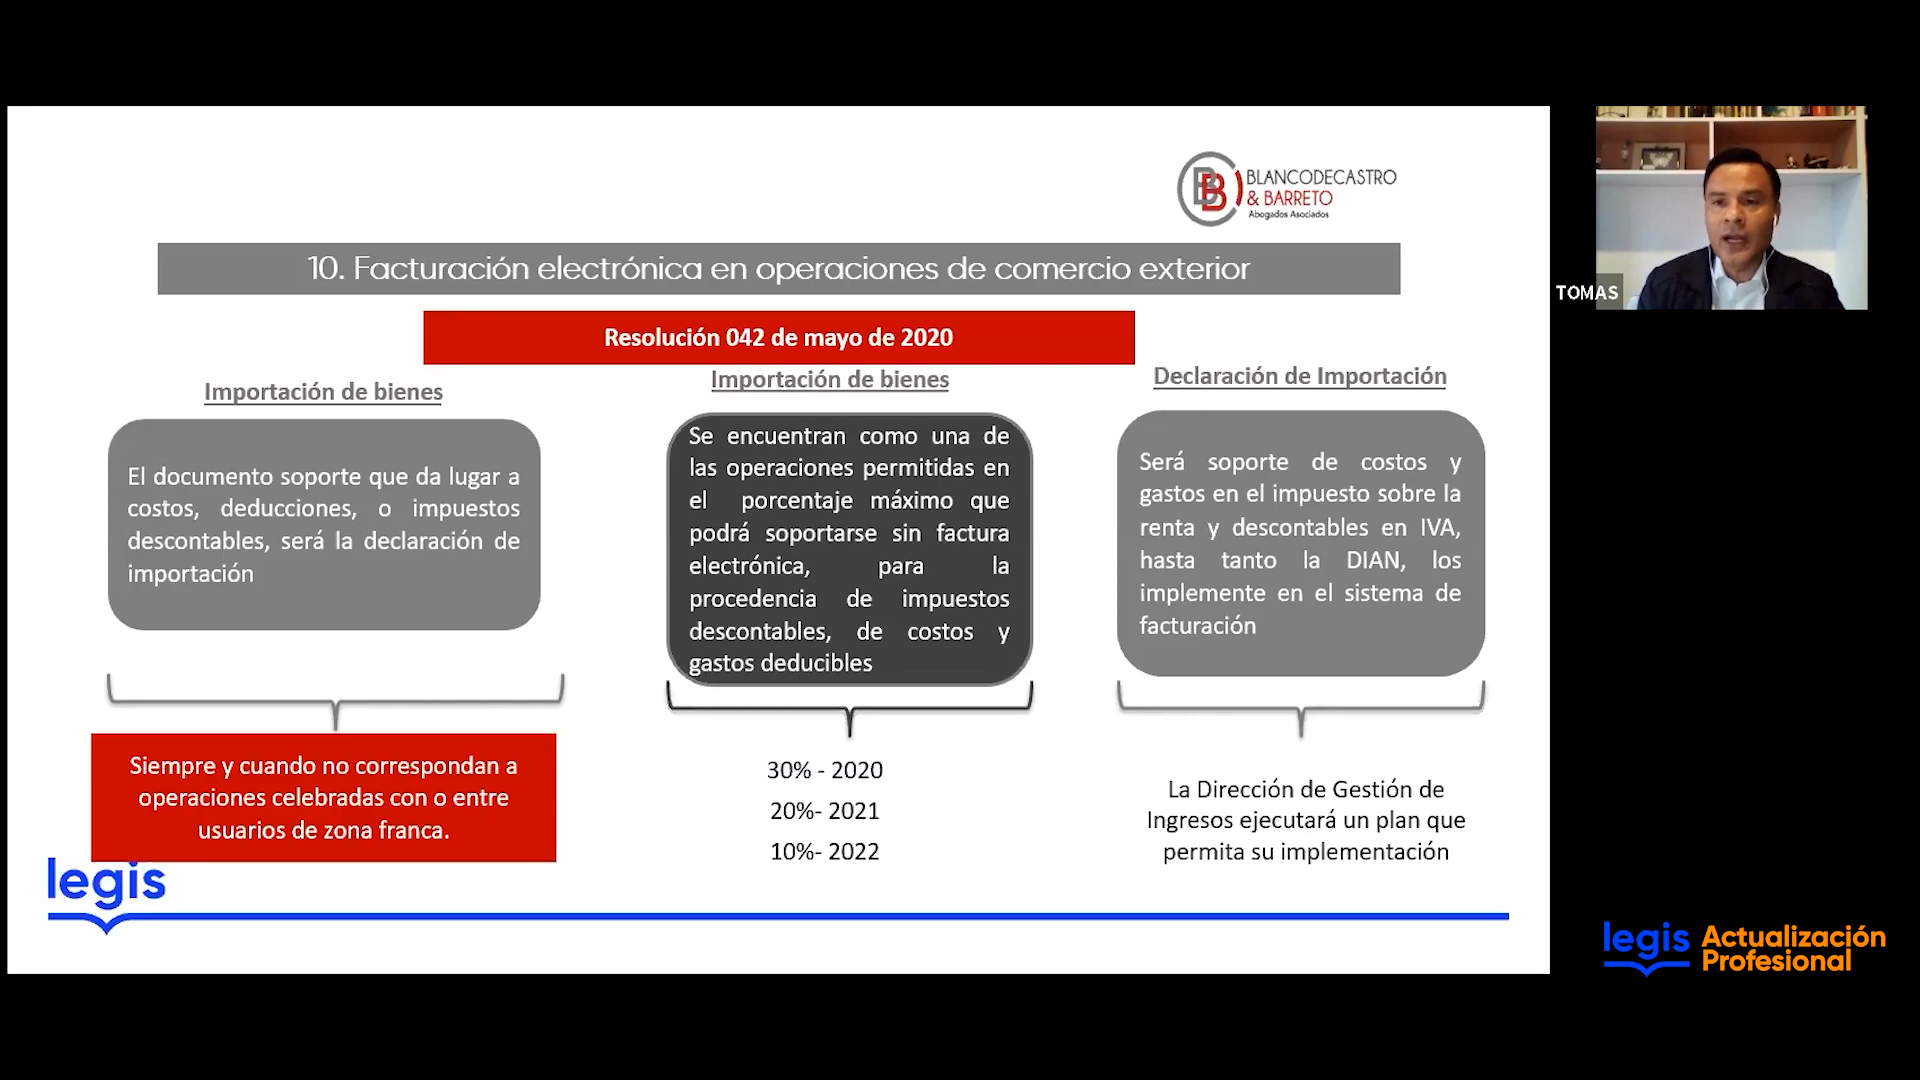 BB
BLANCODECASTRO
& BARRETO
Abogados Asociados
10. Facturación electrónica en operaciones de comercio exterior
Resolución 042 de mayo de 2020
Importación de bienes
El documento soporte que da lugar a
costos, deducciones, o impuestos
descontables, será la declaración de
importación
Siempre y cuando no correspondan a
operaciones celebradas con o entre
usuarios de zona franca.
Importación de bienes
Se encuentran como una de
las operaciones permitidas en
el porcentaje máximo que
podrá soportarse sin factura
electrónica, para la
procedencia de impuestos
descontables, de costos y
gastos deducibles
30% - 2020
20%- 2021
10%- 2022
Declaración de Importación
Será soporte de costos y
gastos en el impuesto sobre la
renta y descontables en IVA,
hasta tanto la DIAN, los
implemente en el sistema de
facturación
La Dirección de Gestión de
Ingresos ejecutará un plan que
permita su implementación
legis
TOMAS
legis Actualización
Profesional